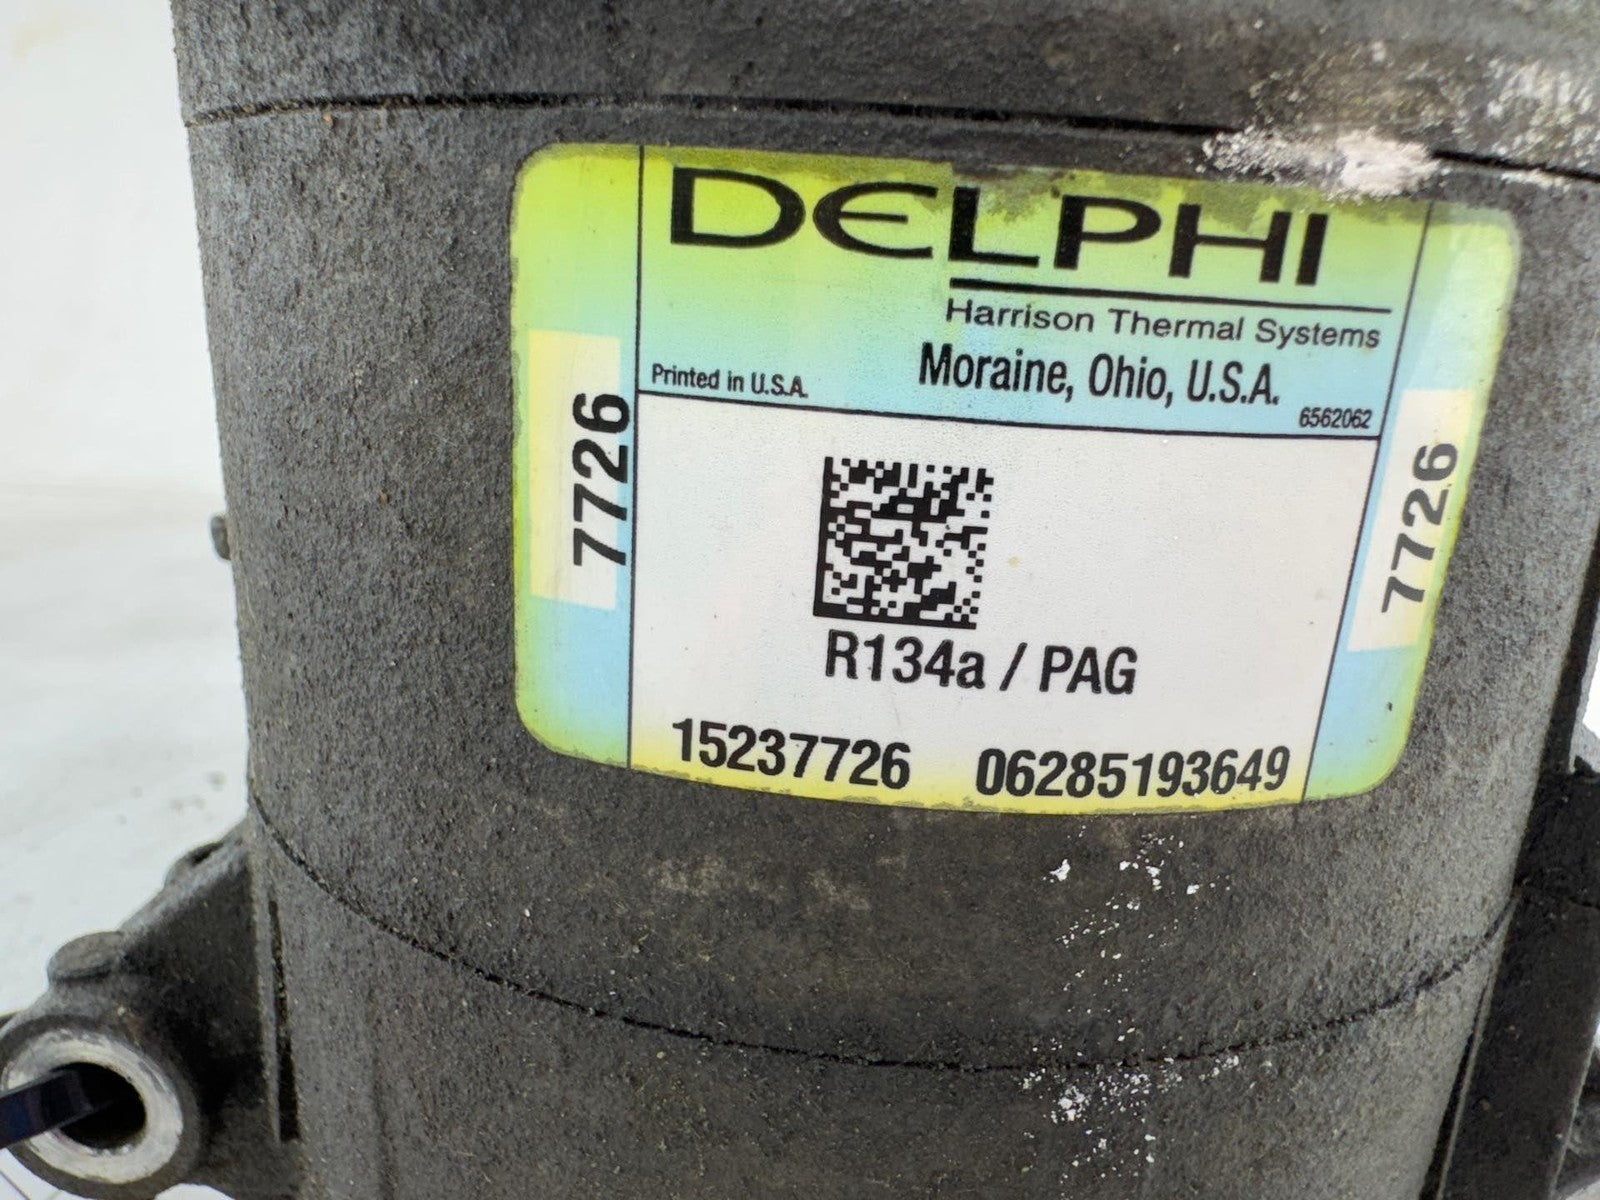 DELPHI
Harrison Thermal Systems
Printed in U.S.A.
Moraine, Ohio, U.S.A.
6562062
7726
7726
R134a / PAG
15237726 06285193649